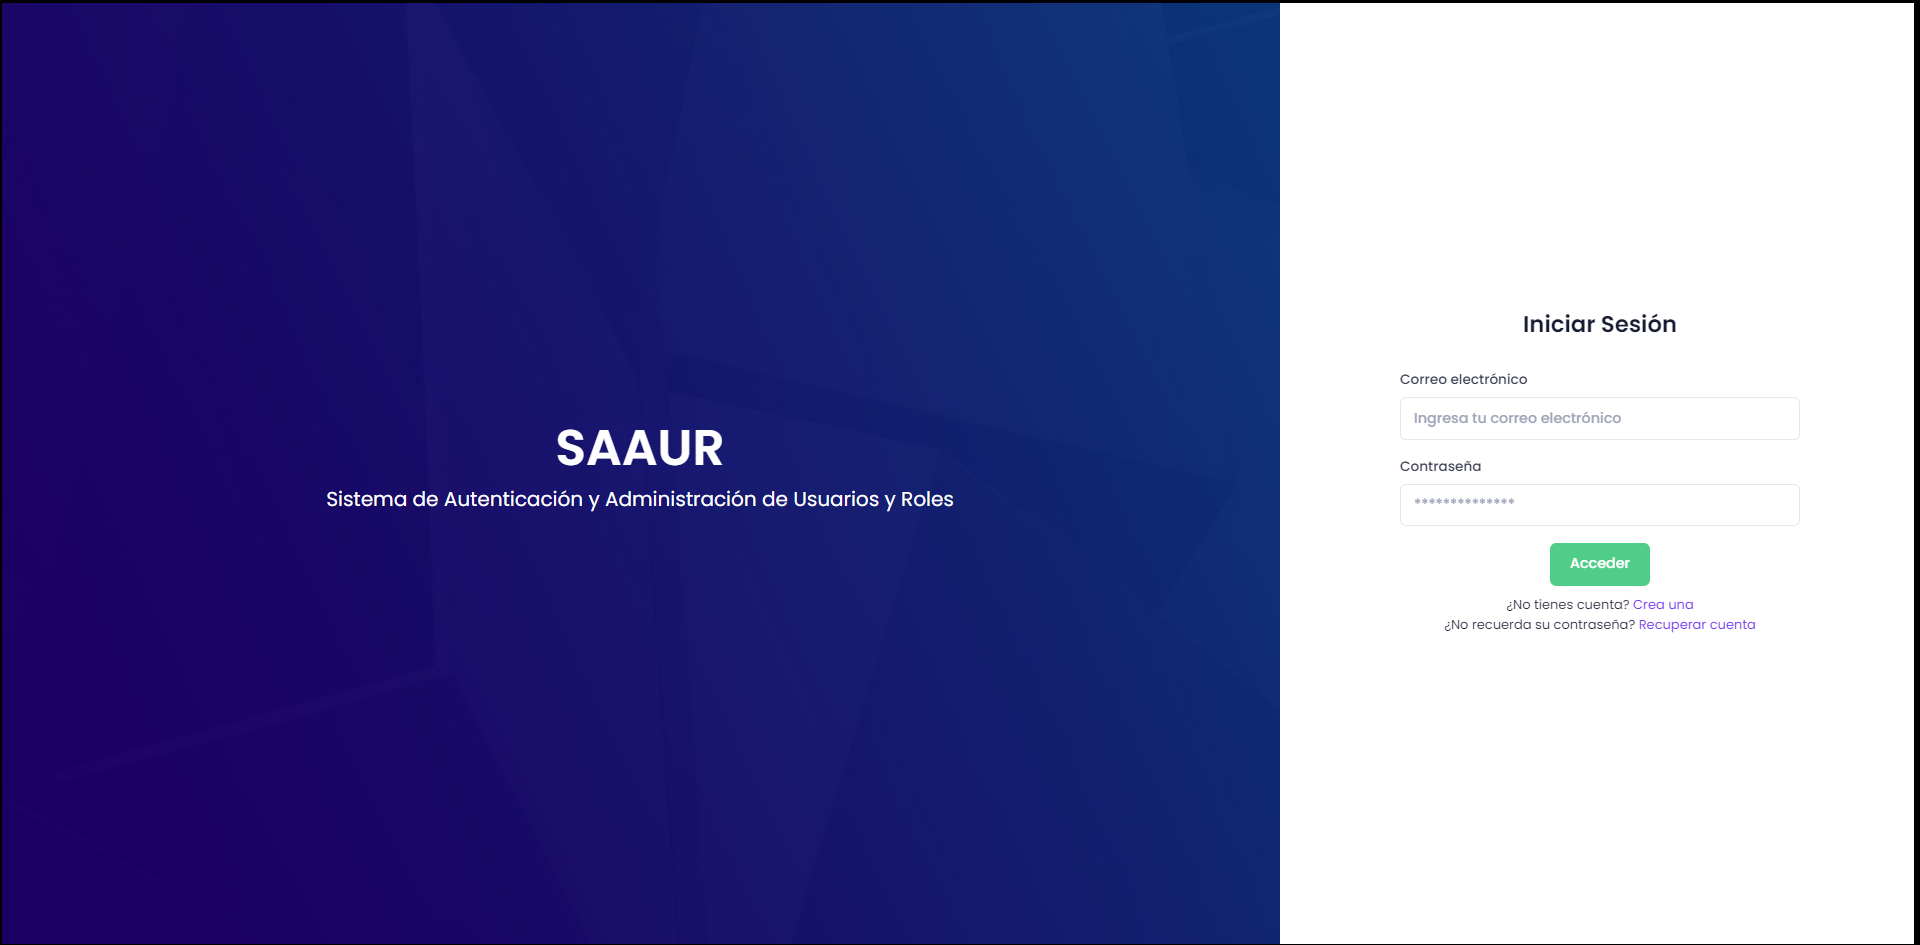 SAAUR
Sistema de Autenticación y Administración de Usuarios y Roles
Iniciar Sesión
Correo electrónico
Ingresa tu correo electrónico
Contraseña
**************
Acceder
¿No tienes cuenta? Crea una
¿No recuerda su contraseña? Recuperar cuenta